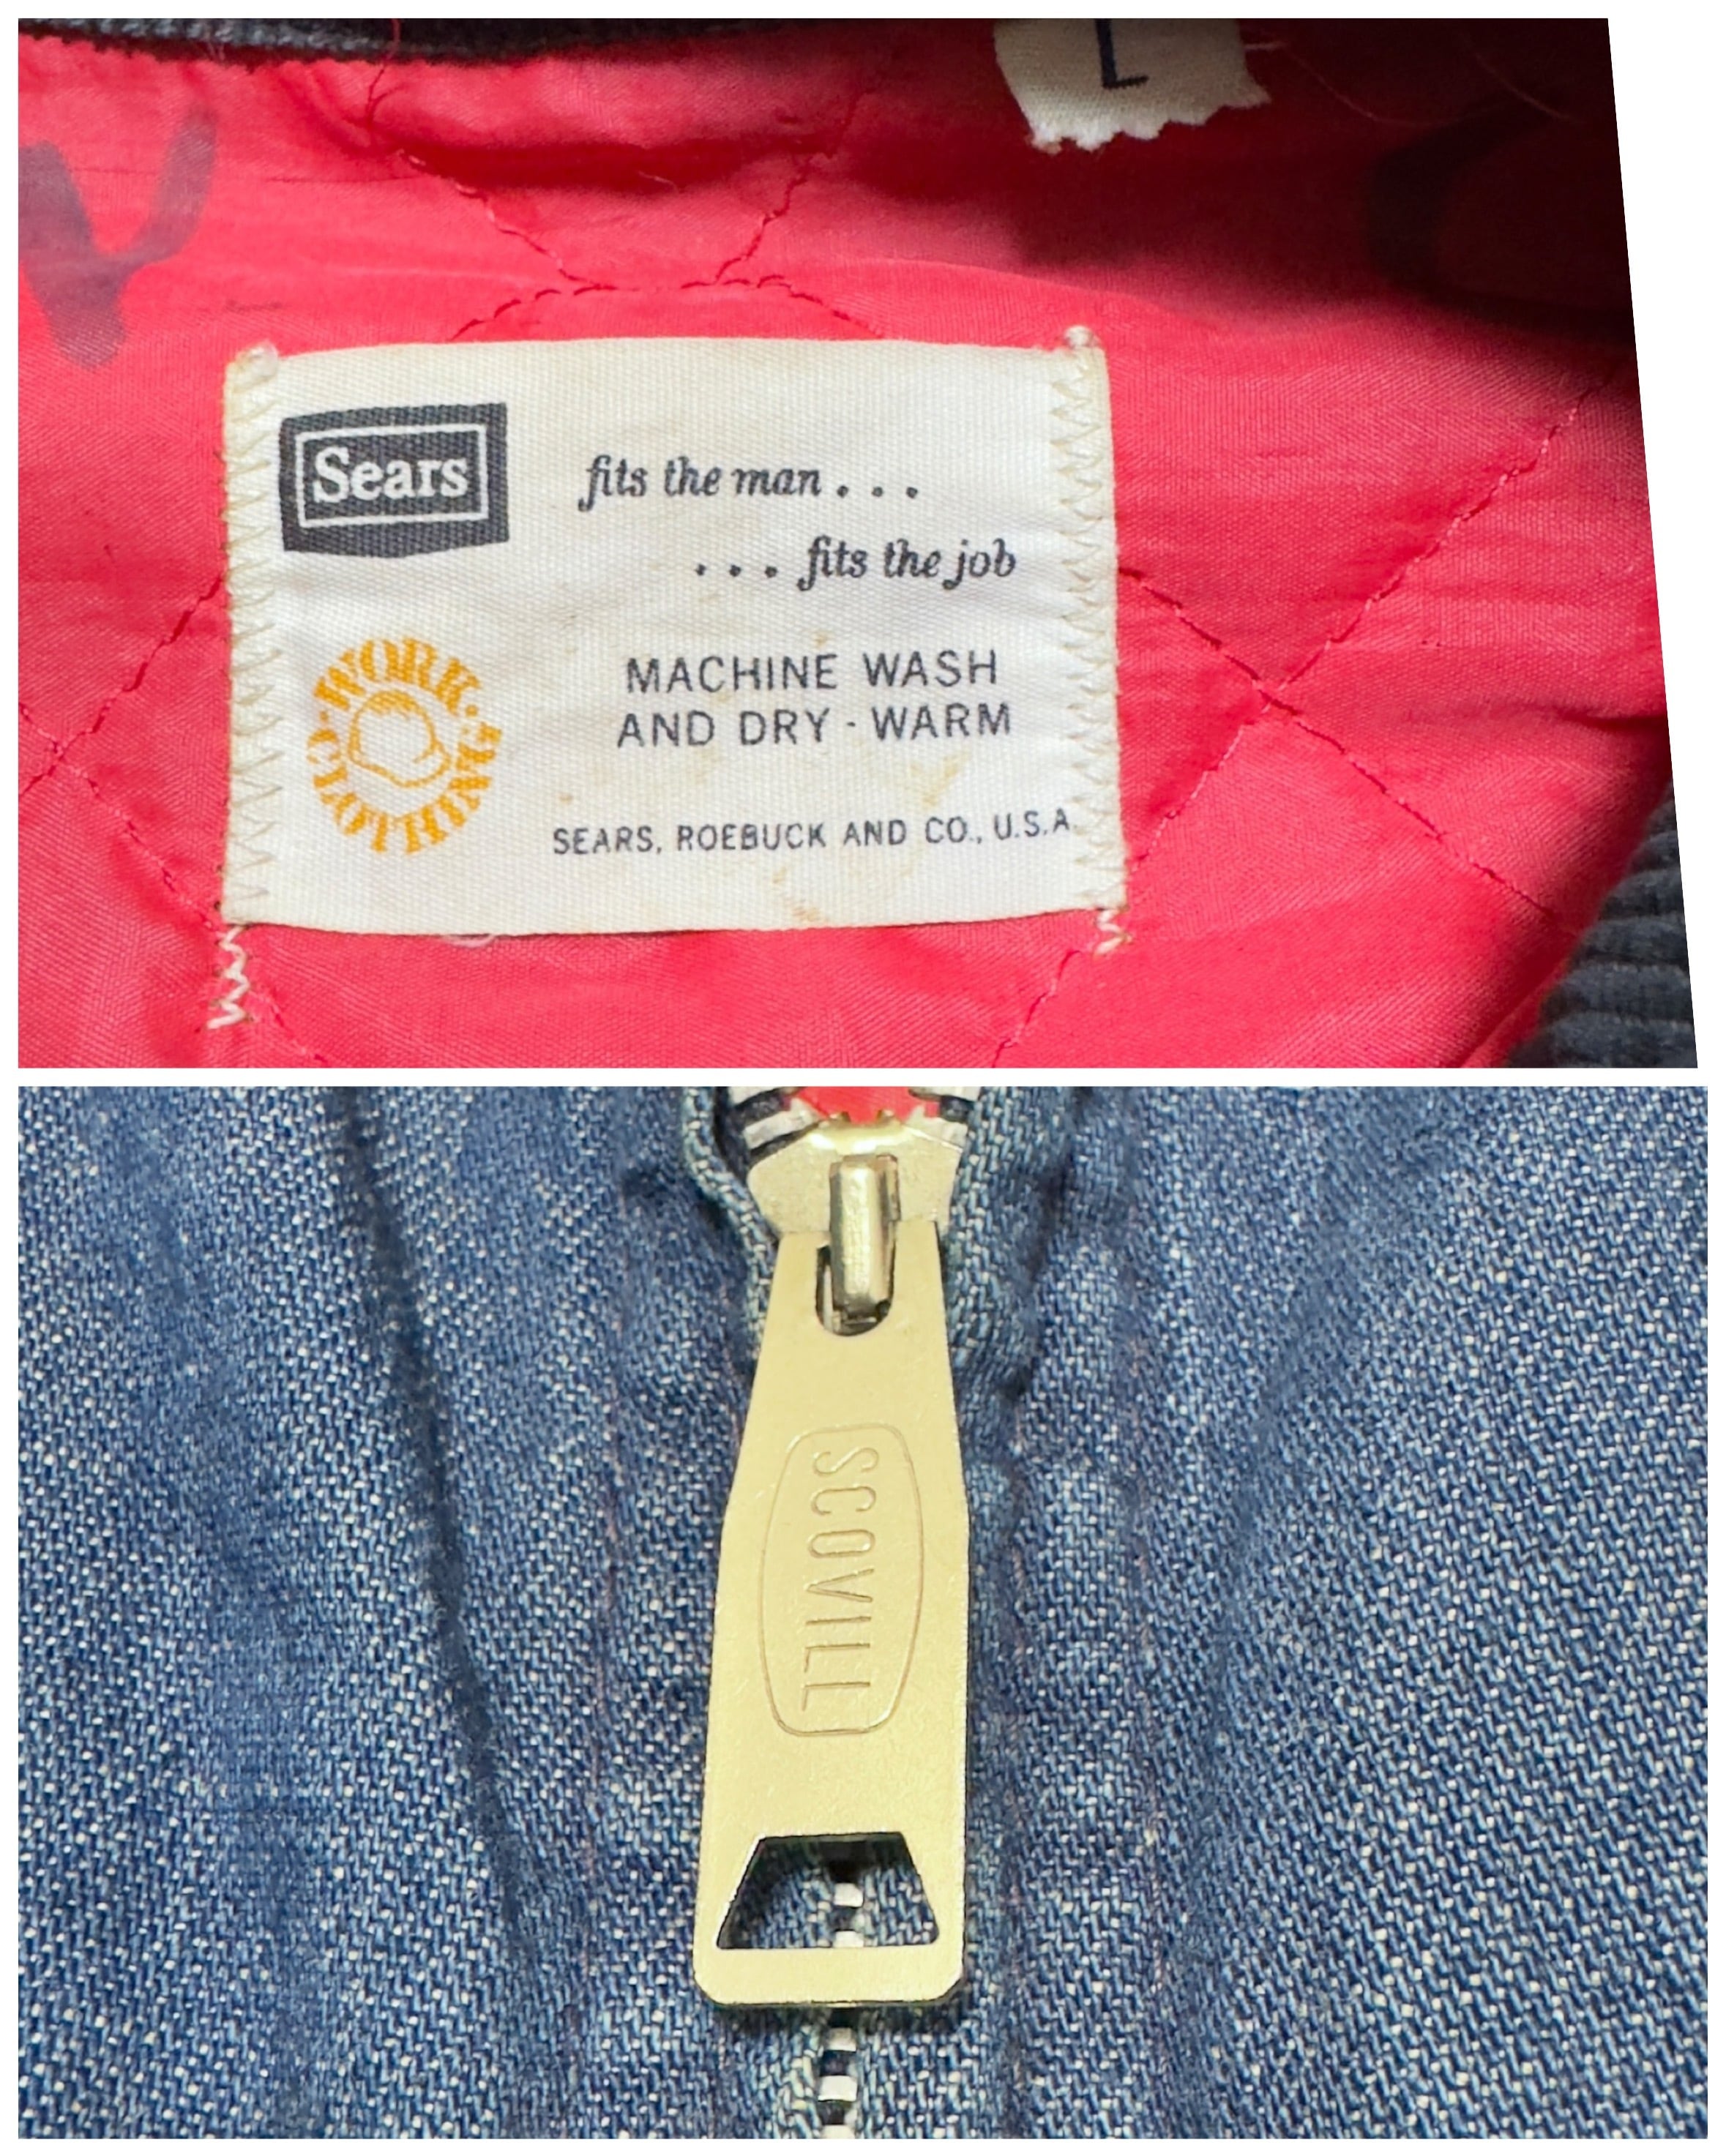 L
Sears
fits the man . . .
. . . fits the job
WORK
CLOTHING
MACHINE WASH
AND DRY - WARM
SEARS, ROEBUCK AND CO., U.S.A.
SCOVILL